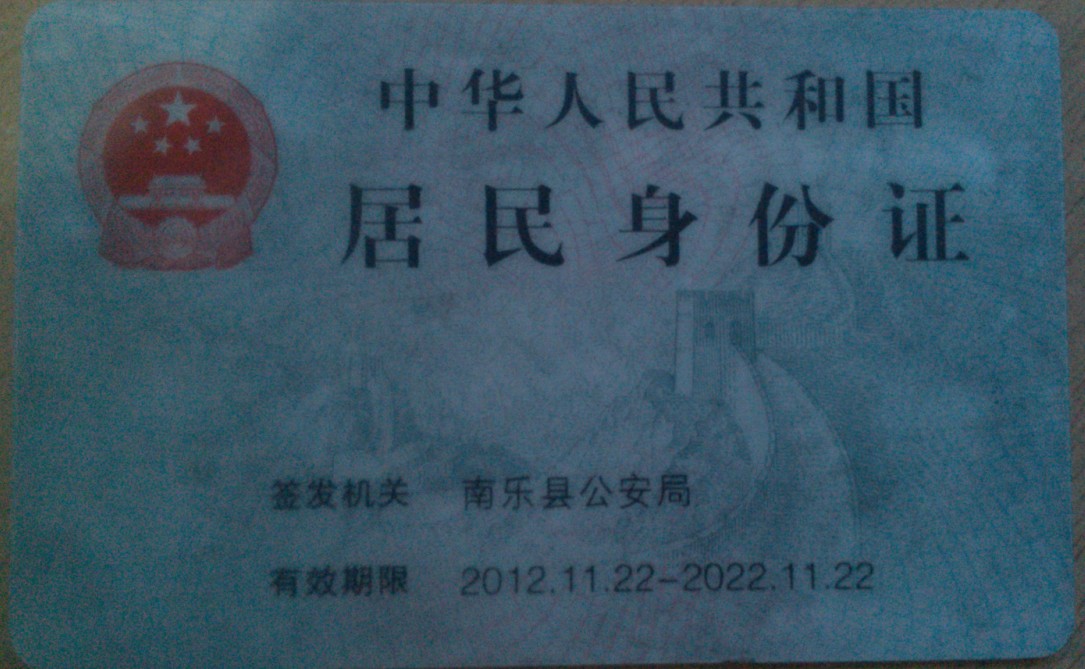 中华人民共和国
居民身份证
签发机关 南乐县公安局
有效期限 2012.11.22-2022.11.22